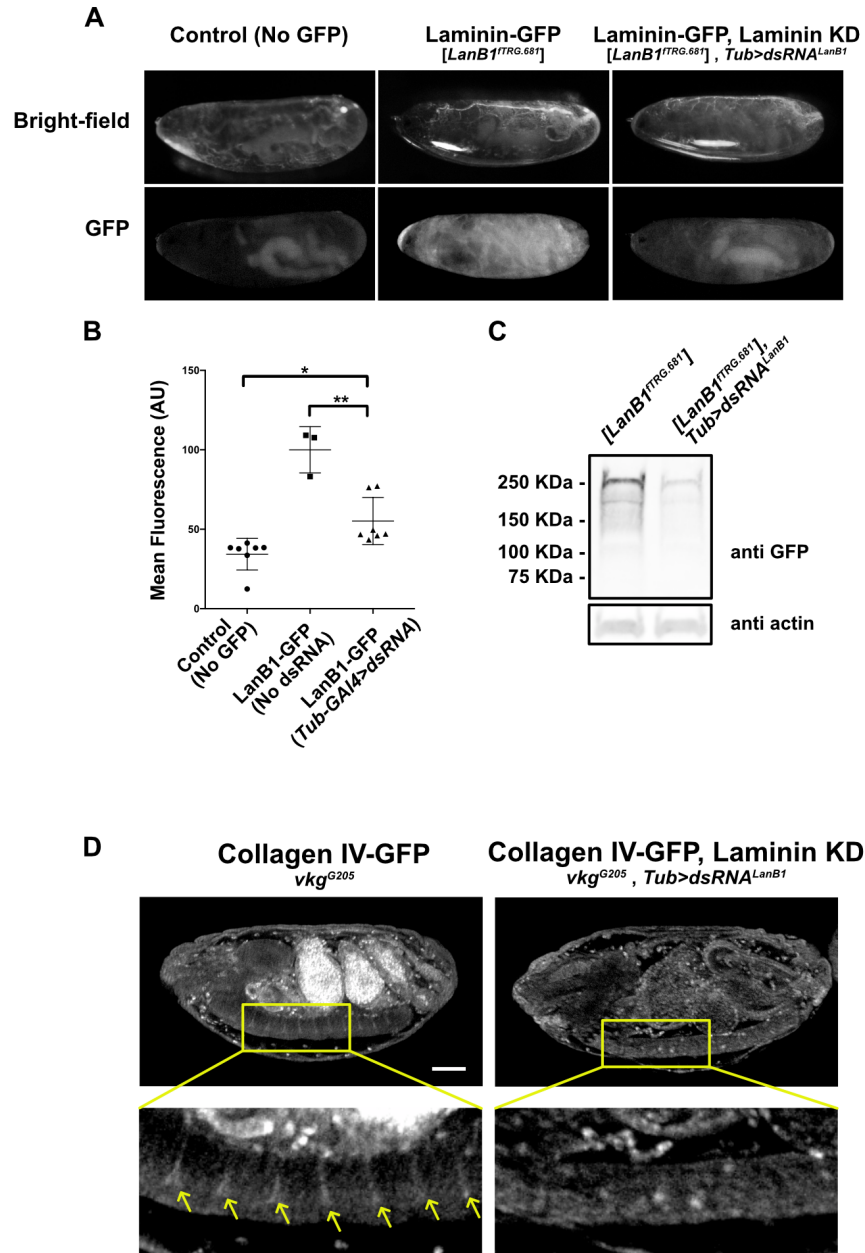 A
Control (No GFP)
Laminin-GFP
[LanB1fTRG.681]
Laminin-GFP, Laminin KD
[LanB1fTRG.681] , Tub>dsRNALanB1
Bright-field
GFP
B
Mean Fluorescence (AU)
150
100
50
0
*
**
Control
(No GFP)
LanB1-GFP
(No dsRNA)
LanB1-GFP
(Tub-GAl4>dsRNA)
C
[LanB1fTRG.681]
[LanB1fTRG.681],
Tub>dsRNALanB1
250 KDa -
150 KDa -
100 KDa -
75 KDa -
anti GFP
anti actin
D
Collagen IV-GFP
vkgG205
Collagen IV-GFP, Laminin KD
vkgG205 , Tub>dsRNALanB1